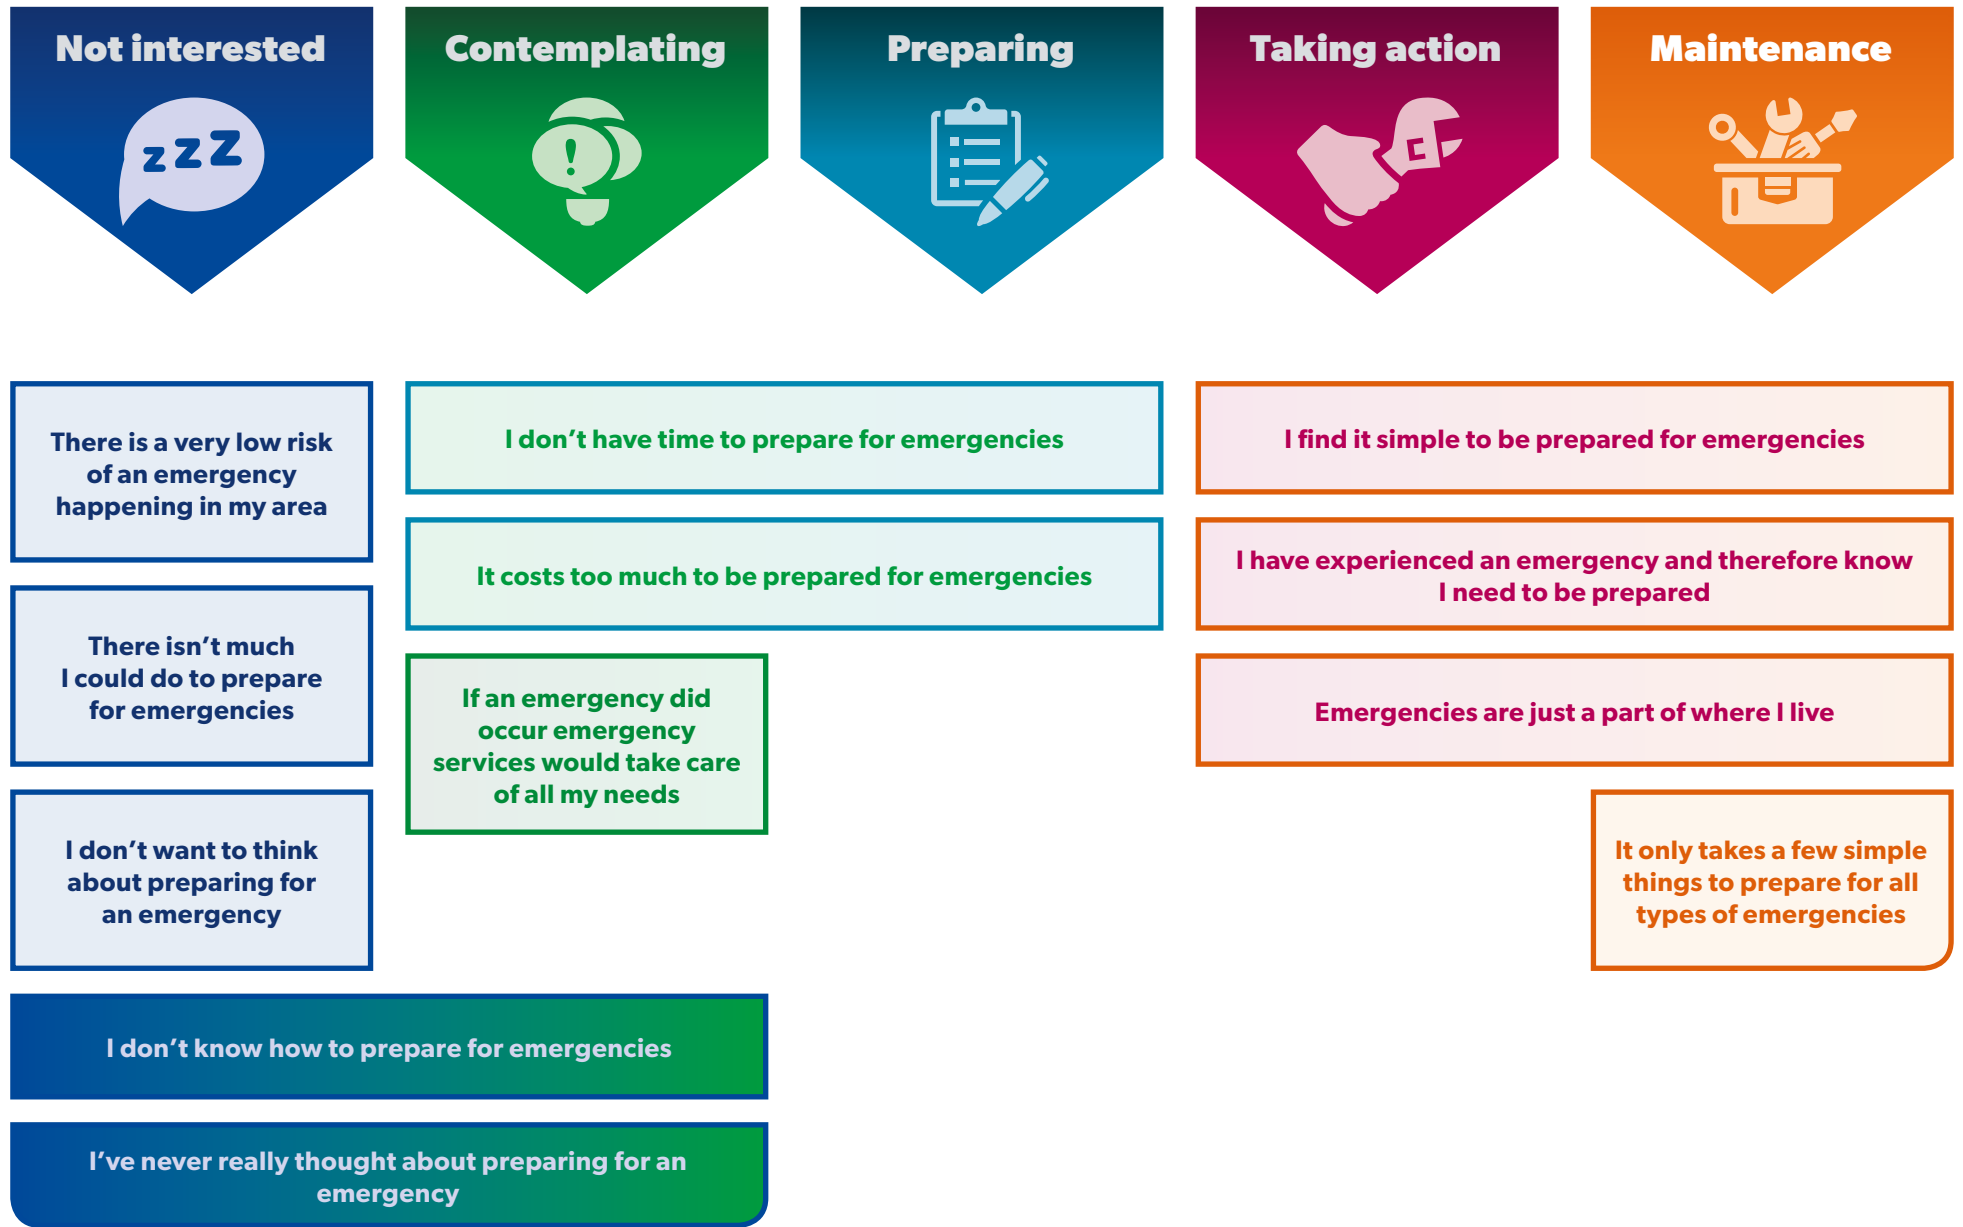 Not interested
Contemplating
Preparing
Taking action
Maintenance
zzZ
!
There is a very low risk
of an emergency
happening in my area
There isn't much
I could do to prepare
for emergencies
I don't want to think
about preparing for
an emergency
I don't have time to prepare for emergencies
It costs too much to be prepared for emergencies
If an emergency did
occur emergency
services would take care
of all my needs
I find it simple to be prepared for emergencies
I have experienced an emergency and therefore know
I need to be prepared
Emergencies are just a part of where I live
It only takes a few simple
things to prepare for all
types of emergencies
I don't know how to prepare for emergencies
I've never really thought about preparing for an
emergency